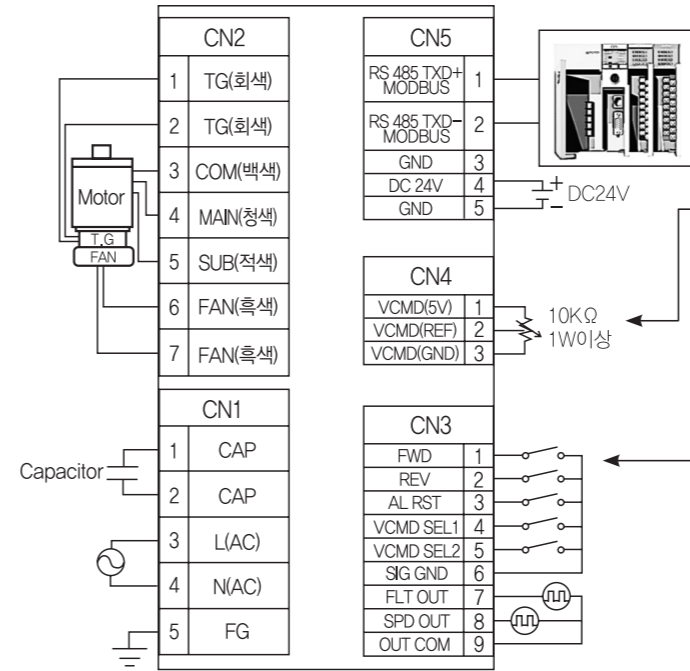 CN2
1 TG(회색)
2 TG(회색)
3 COM(백색)
4 MAIN(청색)
5 SUB(적색)
6 FAN(흑색)
7 FAN(흑색)
Motor
T.G
FAN
CN1
1 CAP
2 CAP
3 L(AC)
4 N(AC)
5 FG
Capacitor
CN5
RS 485 TXD+
MODBUS 1
RS 485 TXD-
MODBUS 2
GND 3
DC 24V 4
GND 5
+
DC24V
-
CN4
VCMD(5V) 1
VCMD(REF) 2
VCMD(GND) 3
10KΩ
1W이상
CN3
FWD 1
REV 2
AL RST 3
VCMD SEL1 4
VCMD SEL2 5
SIG GND 6
FLT OUT 7
SPD OUT 8
OUT COM 9